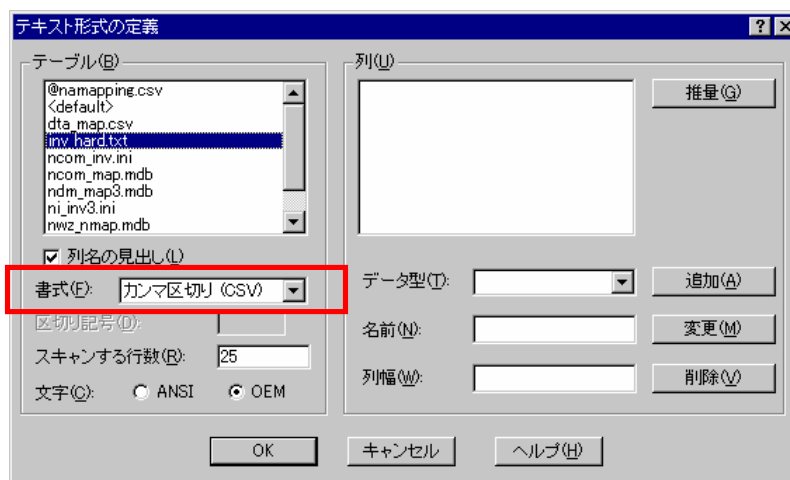 テキスト形式の定義
テーブル(B)
@namapping.csv
<default>
dta_map.csv
inv_hard.txt
ncom_inv.ini
ncom_map.mdb
ndm_map3.mdb
ni_inv3.ini
nwz_nmap.mdb
列名の見出し(L)
書式(F): カンマ区切り (CSV)
区切り記号(D):
スキャンする行数(R): 25
文字(C): ANSI OEM
列(U)
推量(G)
データ型(T): 追加(A)
名前(N): 変更(M)
列幅(W): 削除(V)
OK キャンセル ヘルプ(H)